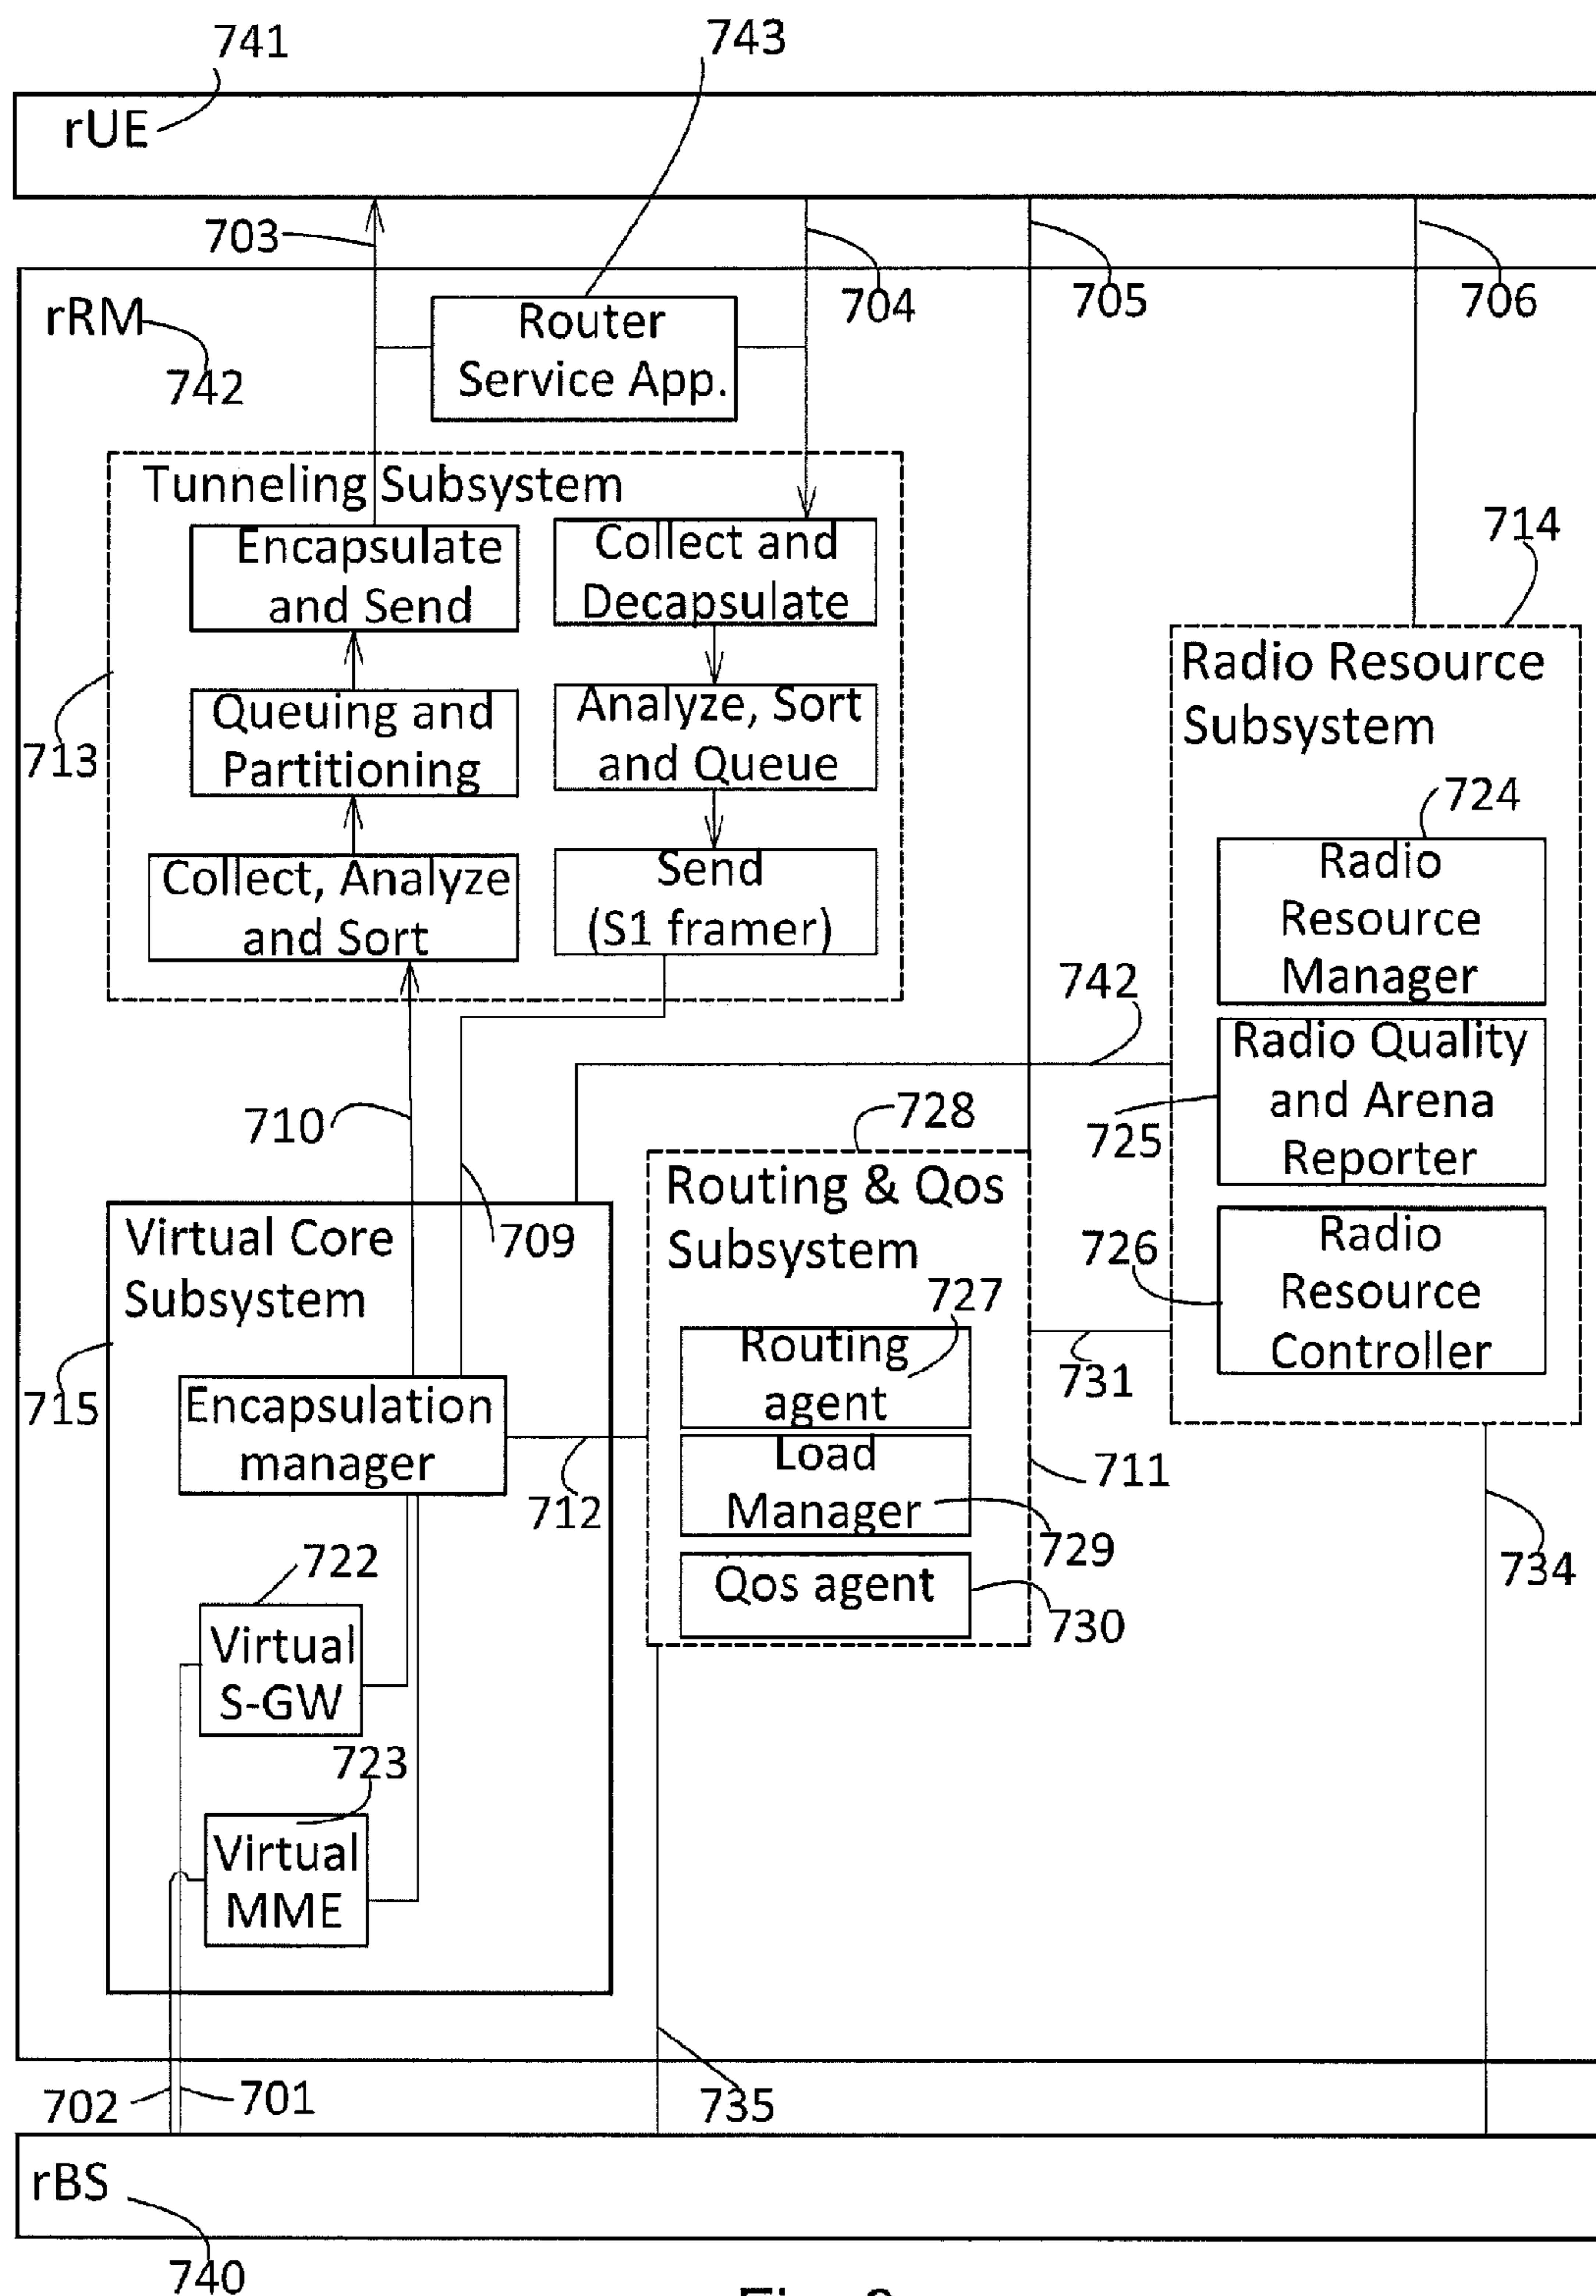 741
743
rUE
703
704
705
706
rRM
742
Router
Service App.
Tunneling Subsystem
Encapsulate
and Send
Collect and
Decapsulate
714
Radio Resource
Subsystem
713
Queuing and
Partitioning
Analyze, Sort
and Queue
724
Radio
Resource
Manager
Collect, Analyze
and Sort
Send
(S1 framer)
742
Radio Quality
and Arena
Reporter
725
710
709
728
Routing & Qos
Subsystem
726
Radio
Resource
Controller
Virtual Core
Subsystem
727
Routing
agent
731
715
Encapsulation
manager
712
Load
Manager
711
729
734
722
Qos agent
730
Virtual
S-GW
723
Virtual
MME
702
701
735
rBS
740